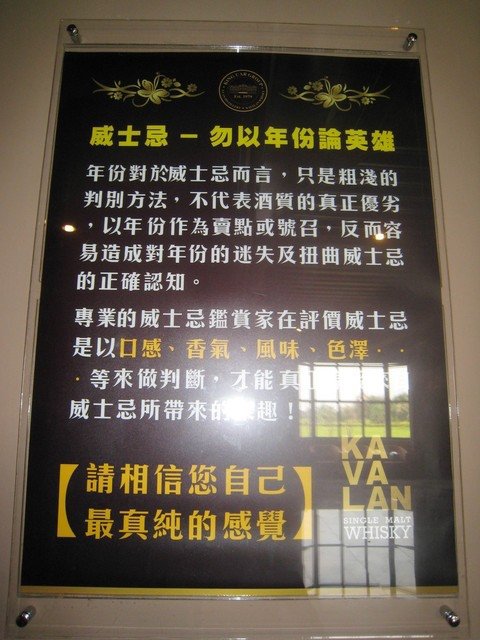 威士忌 － 勿以年份論英雄
年份對於威士忌而言，只是粗淺的
判別方法，不代表酒質的真正優劣
，以年份作為賣點或號召，反而容
易造成對年份的迷失及扭曲威士忌
的正確認知。
專業的威士忌鑑賞家在評價威士忌
是以口感、香氣、風味、色澤．．
．等來做判斷，才能真
威士忌所帶來的 趣！
【請相信您自己
最真純的感覺】
KA
VA
LAN
SINGLE MALT
WHISKY